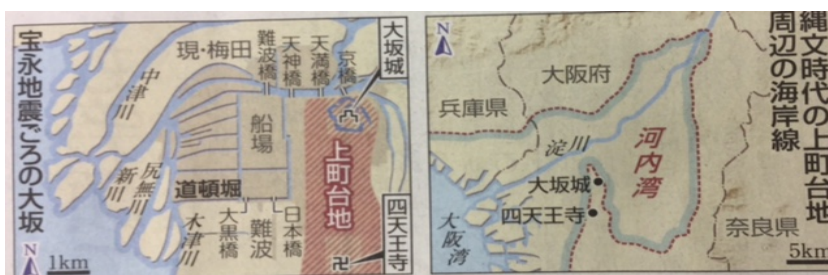 宝永地震ごろの大坂
現・梅田
中津川
難波橋
天神橋
天満橋
京橋
大坂城
船場
尻無川
新川
道頓堀
上町台地
木津川
大黒橋
難波
日本橋
四天王寺
卍
N
1km
縄文時代の上町台地
周辺の海岸線
N
大阪府
兵庫県
淀川
河内湾
大坂城
四天王寺
大阪湾
奈良県
5km